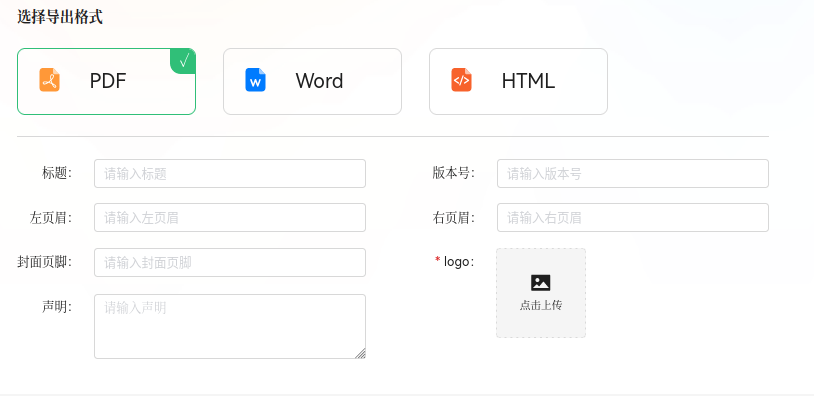 选择导出格式
PDF
Word
HTML
标题： 请输入标题
版本号： 请输入版本号
左页眉： 请输入左页眉
右页眉： 请输入右页眉
封面页脚： 请输入封面页脚
* logo：
点击上传
声明： 请输入声明